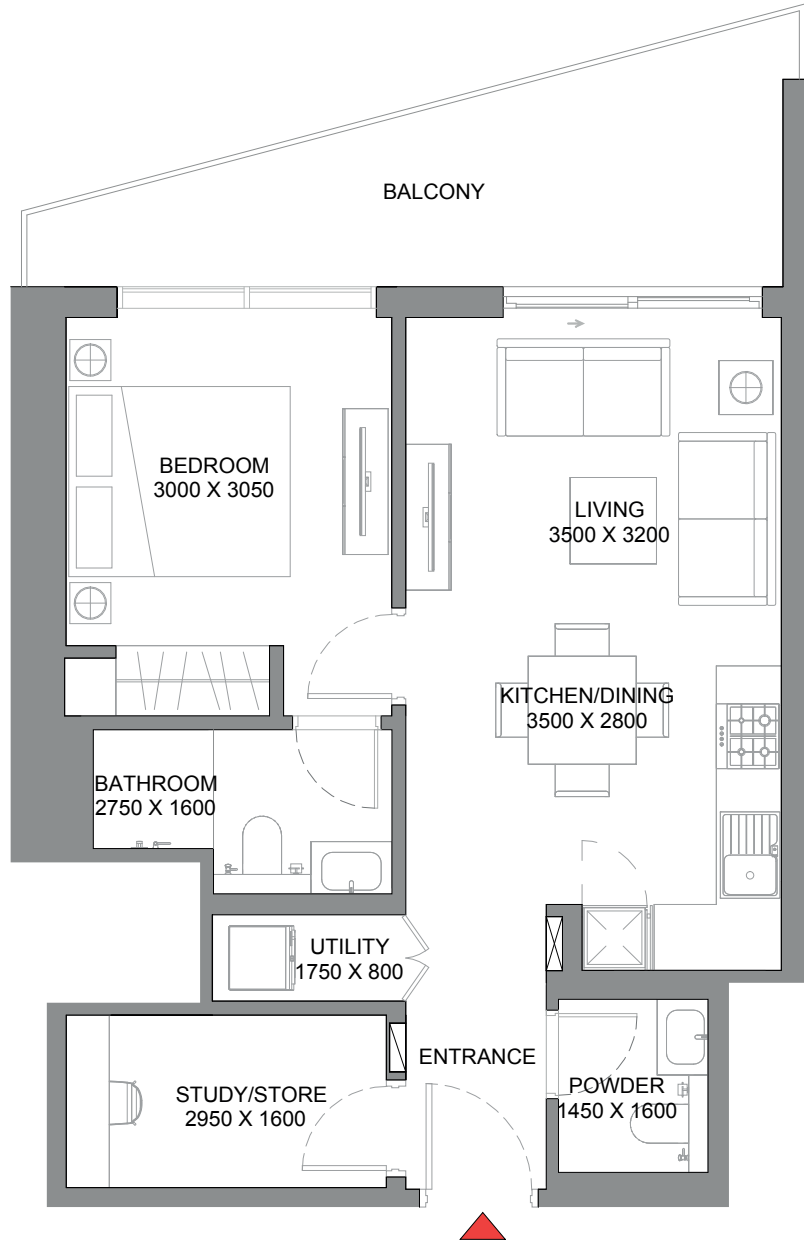 BALCONY
BEDROOM
3000 X 3050
LIVING
3500 X 3200
KITCHEN/DINING
3500 X 2800
BATHROOM
2750 X 1600
UTILITY
1750 X 800
ENTRANCE
STUDY/STORE
2950 X 1600
POWDER
1450 X 1600